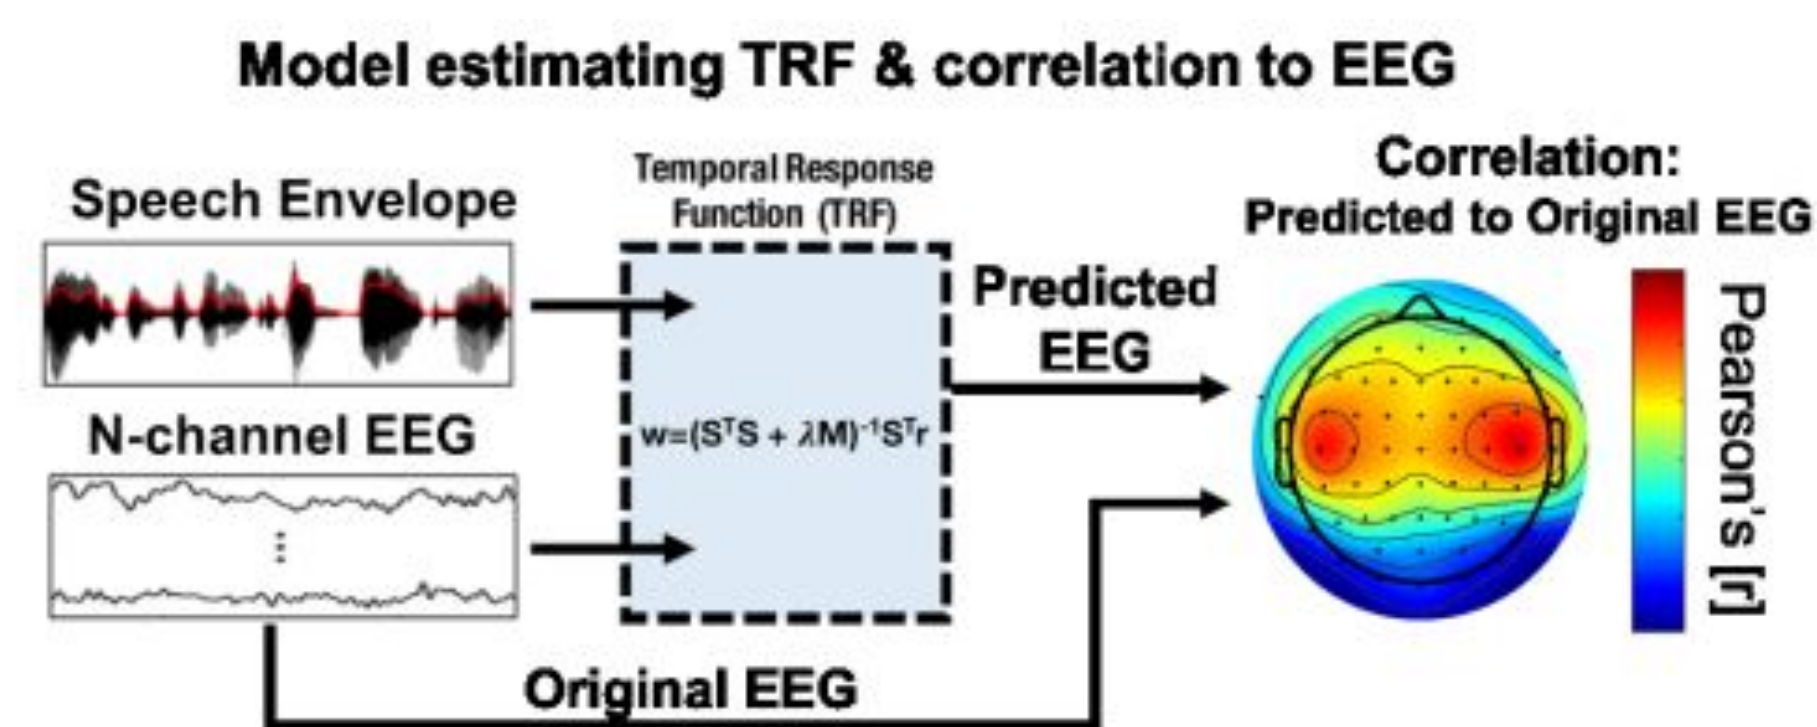 Model estimating TRF & correlation to EEG
Speech Envelope
N-channel EEG
Temporal Response
Function (TRF)
w=(SᵀS + λM)⁻¹Sᵀr
Predicted
EEG
Original EEG
Correlation:
Predicted to Original EEG
Pearson's [r]